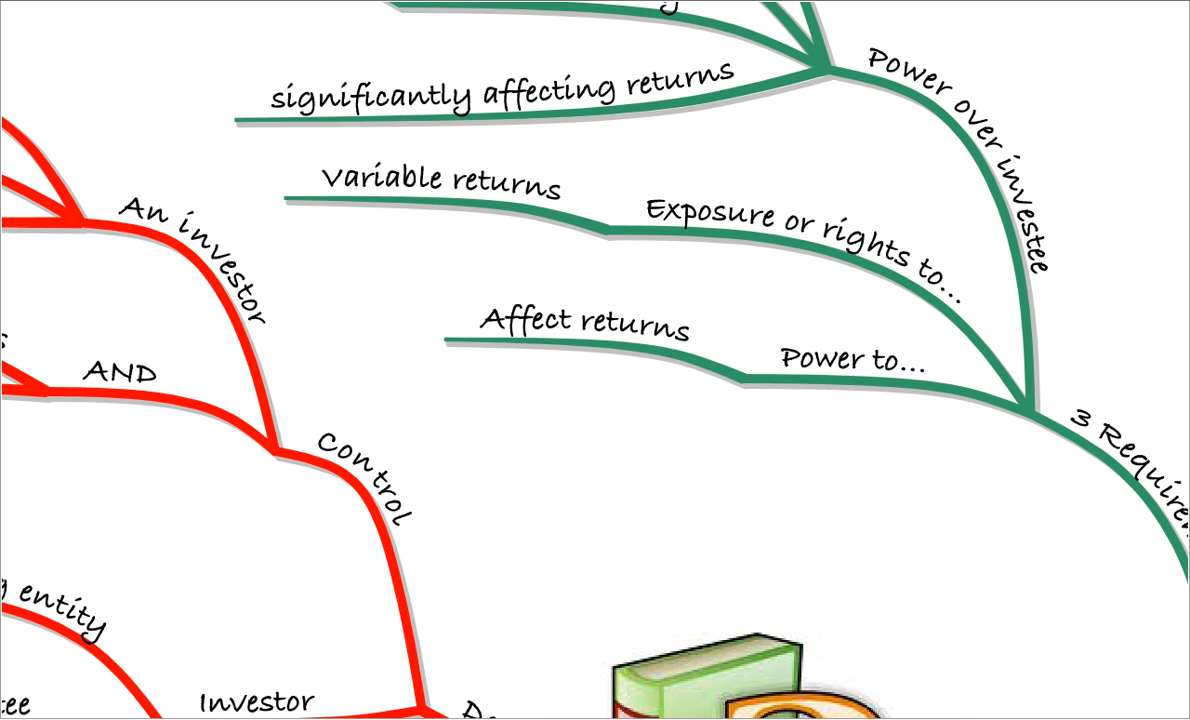 significantly affecting returns
Power over investee
Variable returns
Exposure or rights to...
An investor
Affect returns
Power to...
AND
3
Control
entity
Investor